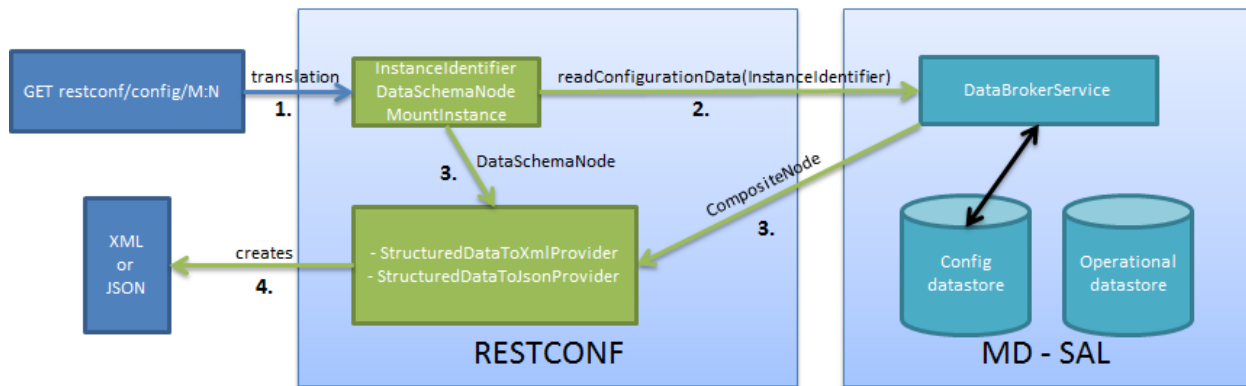 GET restconf/config/M:N
translation
1.
InstanceIdentifier
DataSchemaNode
MountInstance
readConfigurationData(InstanceIdentifier)
2.
DataBrokerService
3.
DataSchemaNode
CompositeNode
3.
XML
or
JSON
creates
4.
- StructuredDataToXmlProvider
- StructuredDataToJsonProvider
Config
datastore
Operational
datastore
RESTCONF
MD - SAL